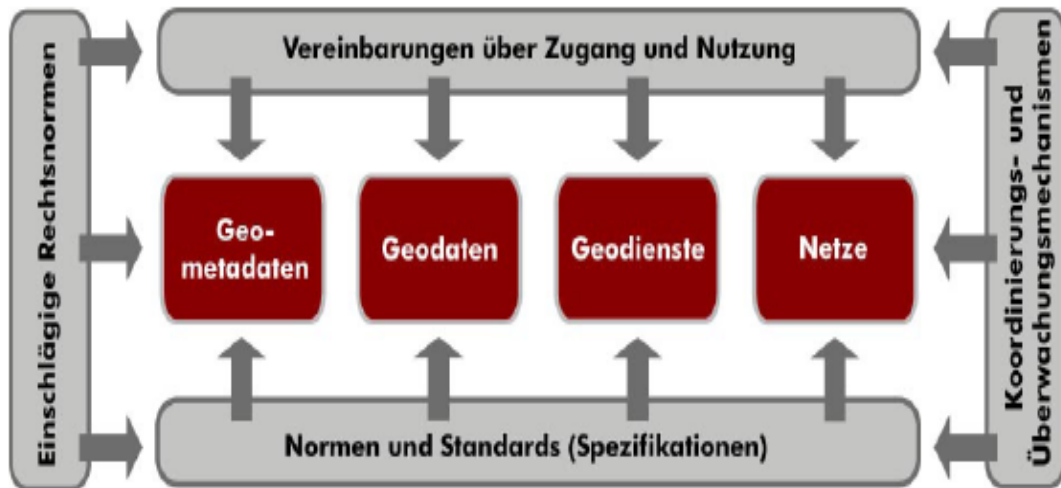 Einschlägige Rechtsnormen
Vereinbarungen über Zugang und Nutzung
Geo-
metadaten
Geodaten
Geodienste
Netze
Normen und Standards (Spezifikationen)
Koordinierungs- und
Überwachungsmechanismen